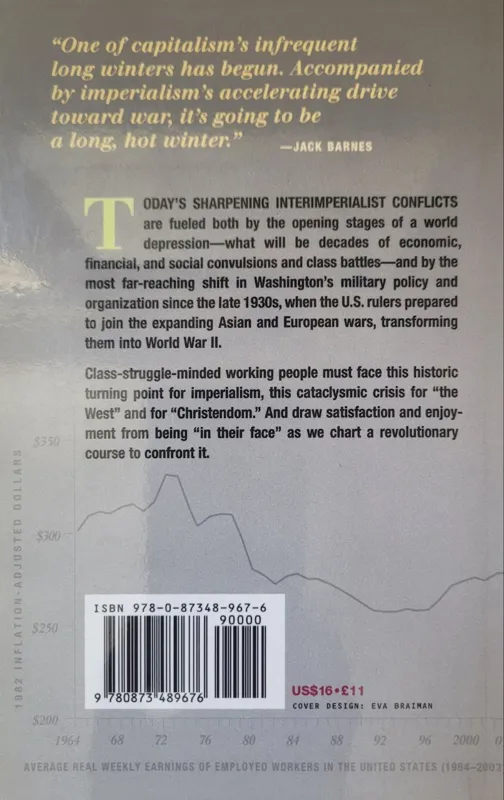 “One of capitalism’s infrequent
long winters has begun. Accompanied
by imperialism’s accelerating drive
toward war, it’s going to be
a long, hot winter.”
—JACK BARNES
TODAY’S SHARPENING INTERIMPERIALIST CONFLICTS
are fueled both by the opening stages of a world
depression—what will be decades of economic,
financial, and social convulsions and class battles—and by the
most far-reaching shift in Washington’s military policy and
organization since the late 1930s, when the U.S. rulers prepared
to join the expanding Asian and European wars, transforming
them into World War II.
Class-struggle-minded working people must face this historic
turning point for imperialism, this cataclysmic crisis for “the
West” and for “Christendom.” And draw satisfaction and enjoy-
ment from being “in their face” as we chart a revolutionary
course to confront it.
$350
$300
$250
$200
1982 INFLATION-ADJUSTED DOLLARS
ISBN 978-0-87348-967-6
90000
9 780873 489676
US$16•£11
COVER DESIGN: EVA BRAIMAN
1964 68 72 76 80 84 88 92 96 2000
AVERAGE REAL WEEKLY EARNINGS OF EMPLOYED WORKERS IN THE UNITED STATES (1964–2003